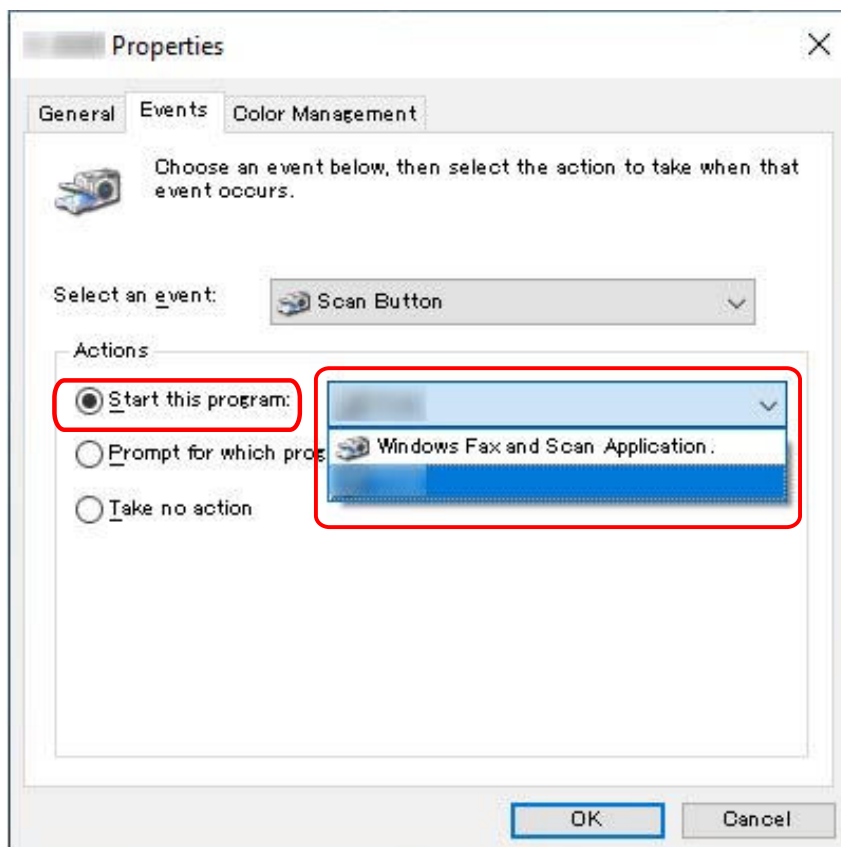 Properties
General Events Color Management
Choose an event below, then select the action to take when that
event occurs.
Select an event: Scan Button
Actions
Start this program:
Windows Fax and Scan Application.
Prompt for which prog
Take no action
OK Cancel